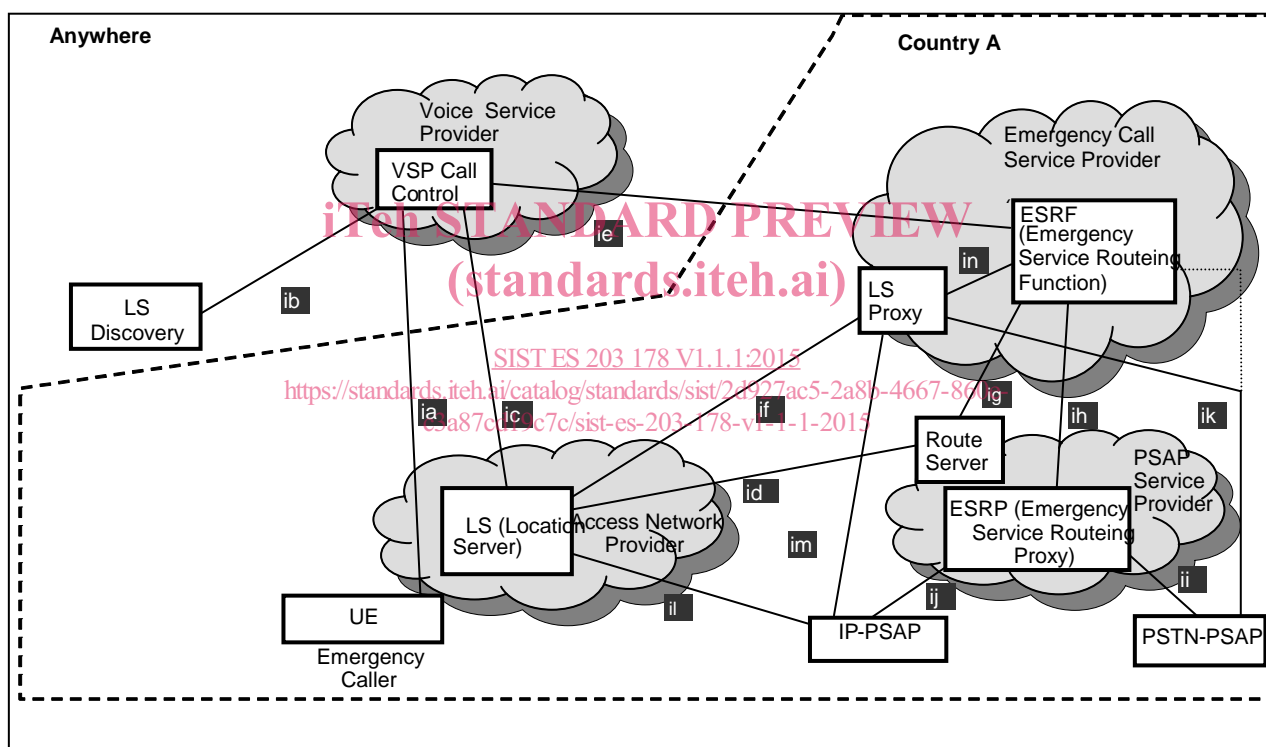 Anywhere
Country A
Voice Service
Provider
VSP Call
Control
Emergency Call
Service Provider
ESRF
(Emergency
Service Routeing
Function)
iTeh STANDARD PREVIEW
(standards.iteh.ai)
ie
in
ib
LS
Discovery
LS
Proxy
SIST ES 203 178 V1.1.1:2015
https://standards.iteh.ai/catalog/standards/sist/2d927ac5-2a8b-4667-860
c3a87cd19c7c/sist-es-203-178-v1-1-1-2015
ia
ic
if
ig
ih
ik
Route
Server
PSAP
Service
Provider
id
LS (Location
Server)
Access Network
Provider
ESRP (Emergency
Service Routeing
Proxy)
im
ii
il
ij
UE
Emergency
Caller
IP-PSAP
PSTN-PSAP